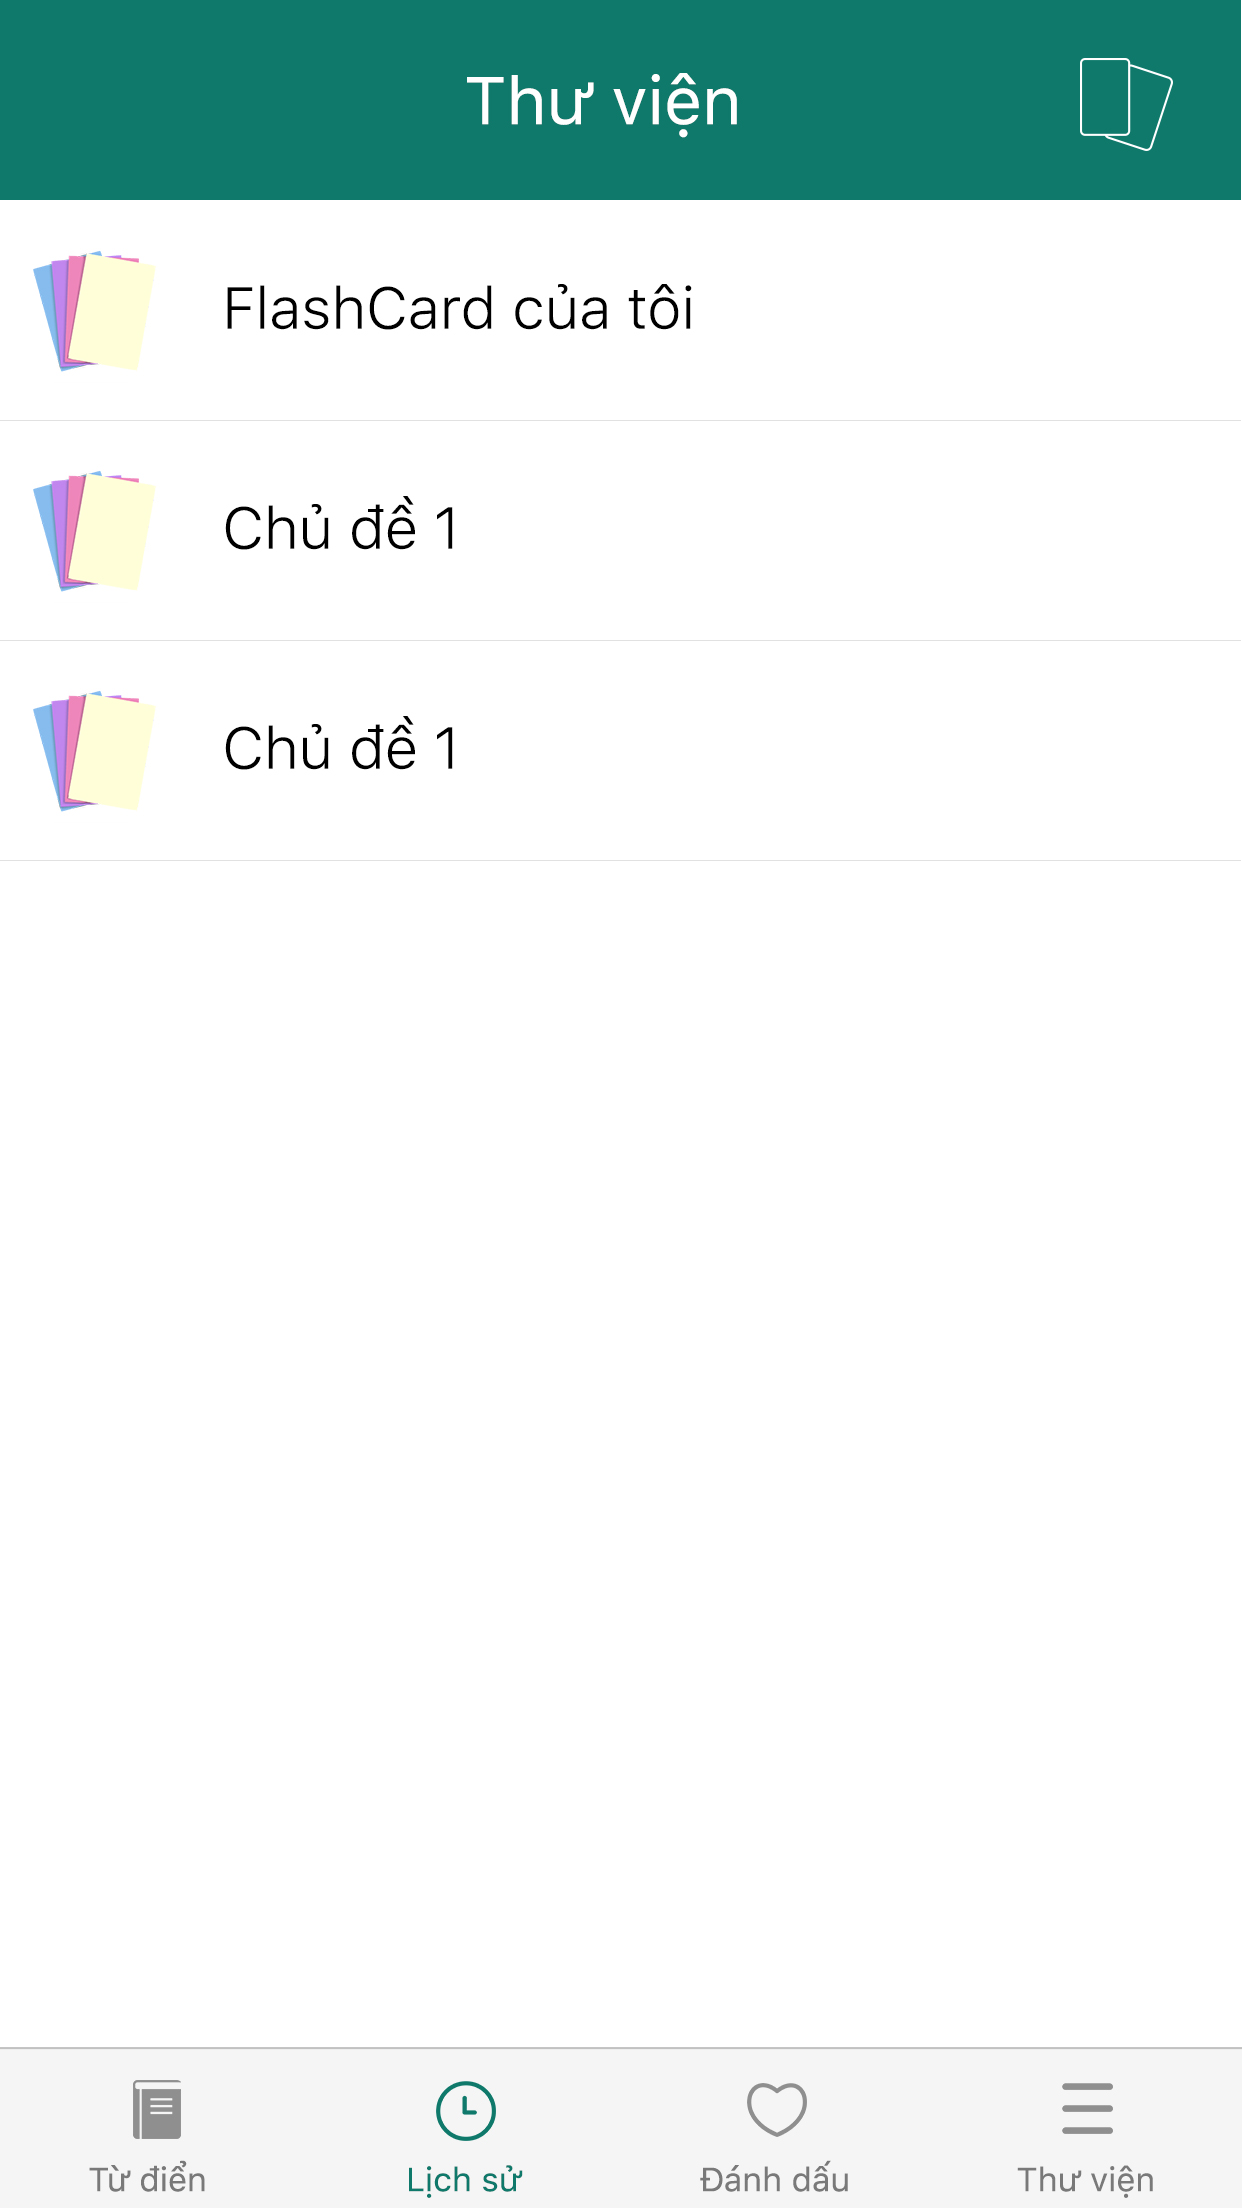 Thư viện
FlashCard của tôi
Chủ đề 1
Chủ đề 1
Từ điển
Lịch sử
Đánh dấu
Thư viện